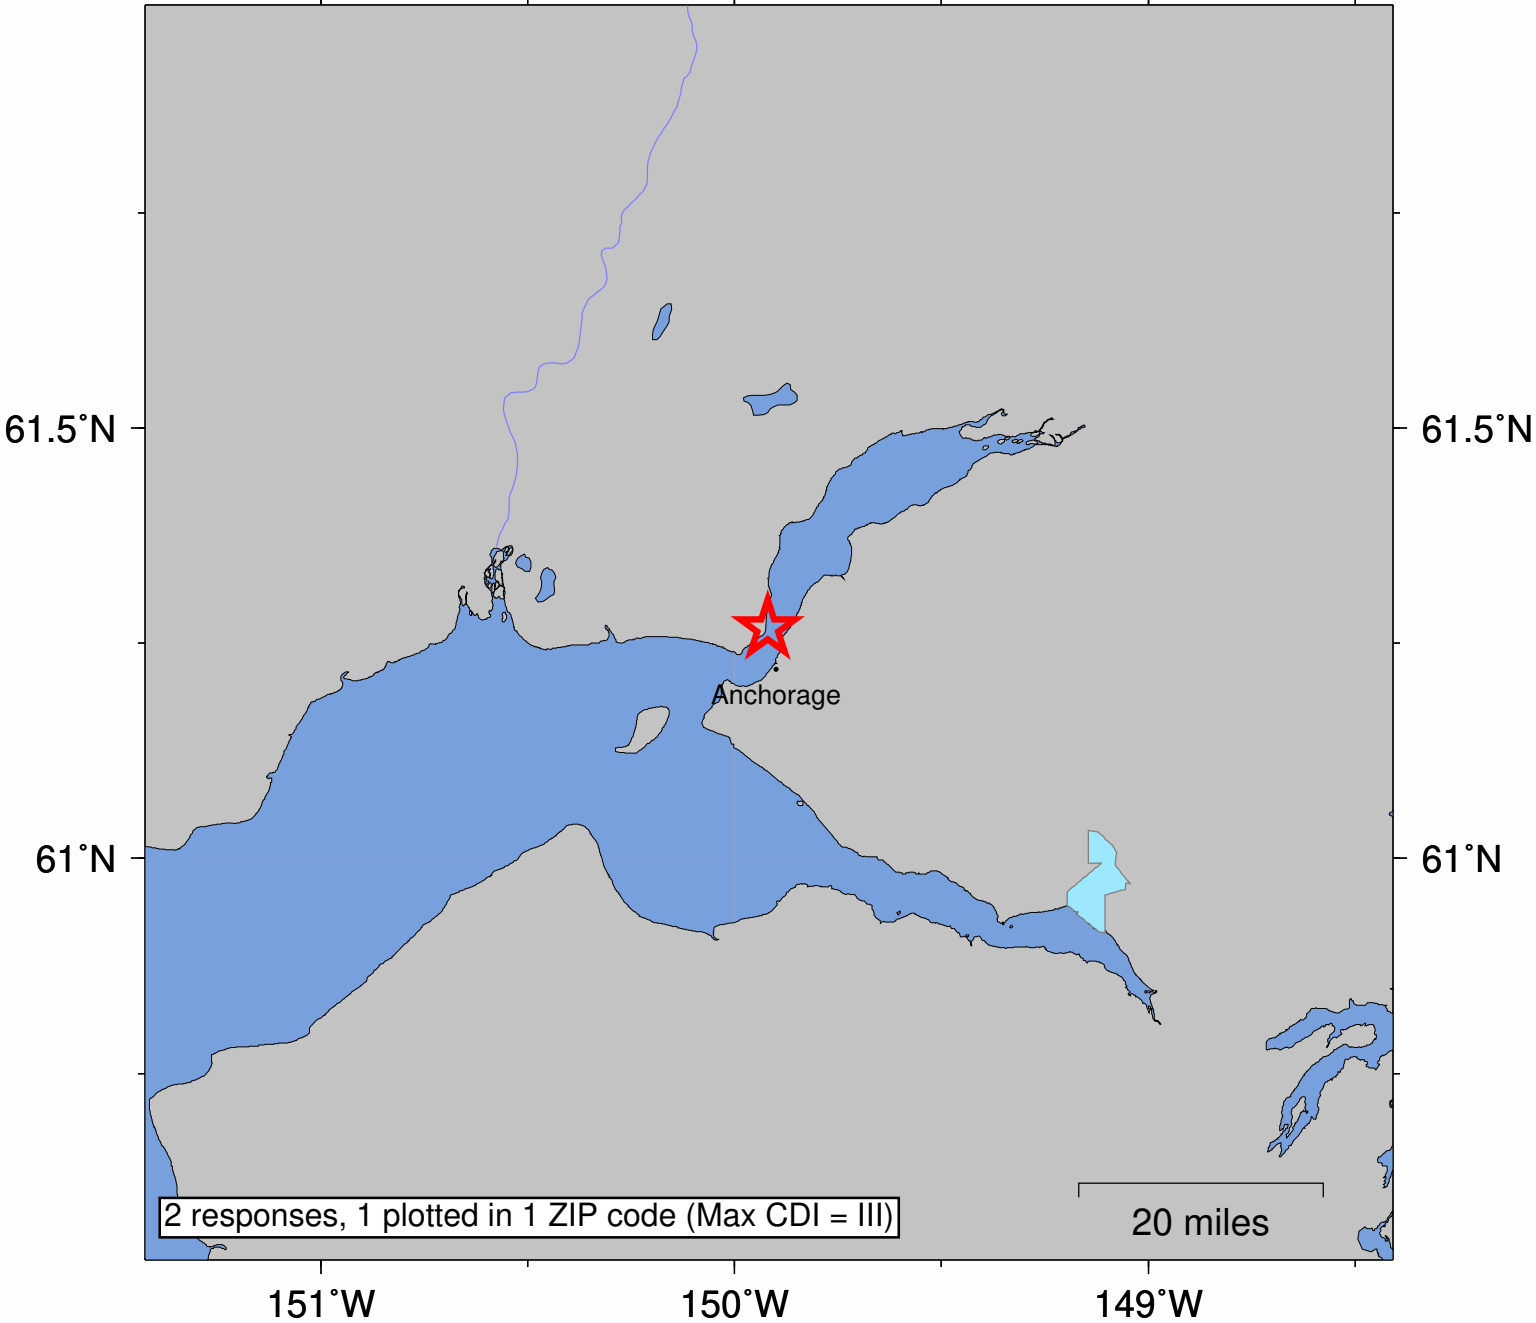 61.5˚N
61.5˚N
Anchorage
61˚N
61˚N
2 responses, 1 plotted in 1 ZIP code (Max CDI = III)
20 miles
151˚W
150˚W
149˚W